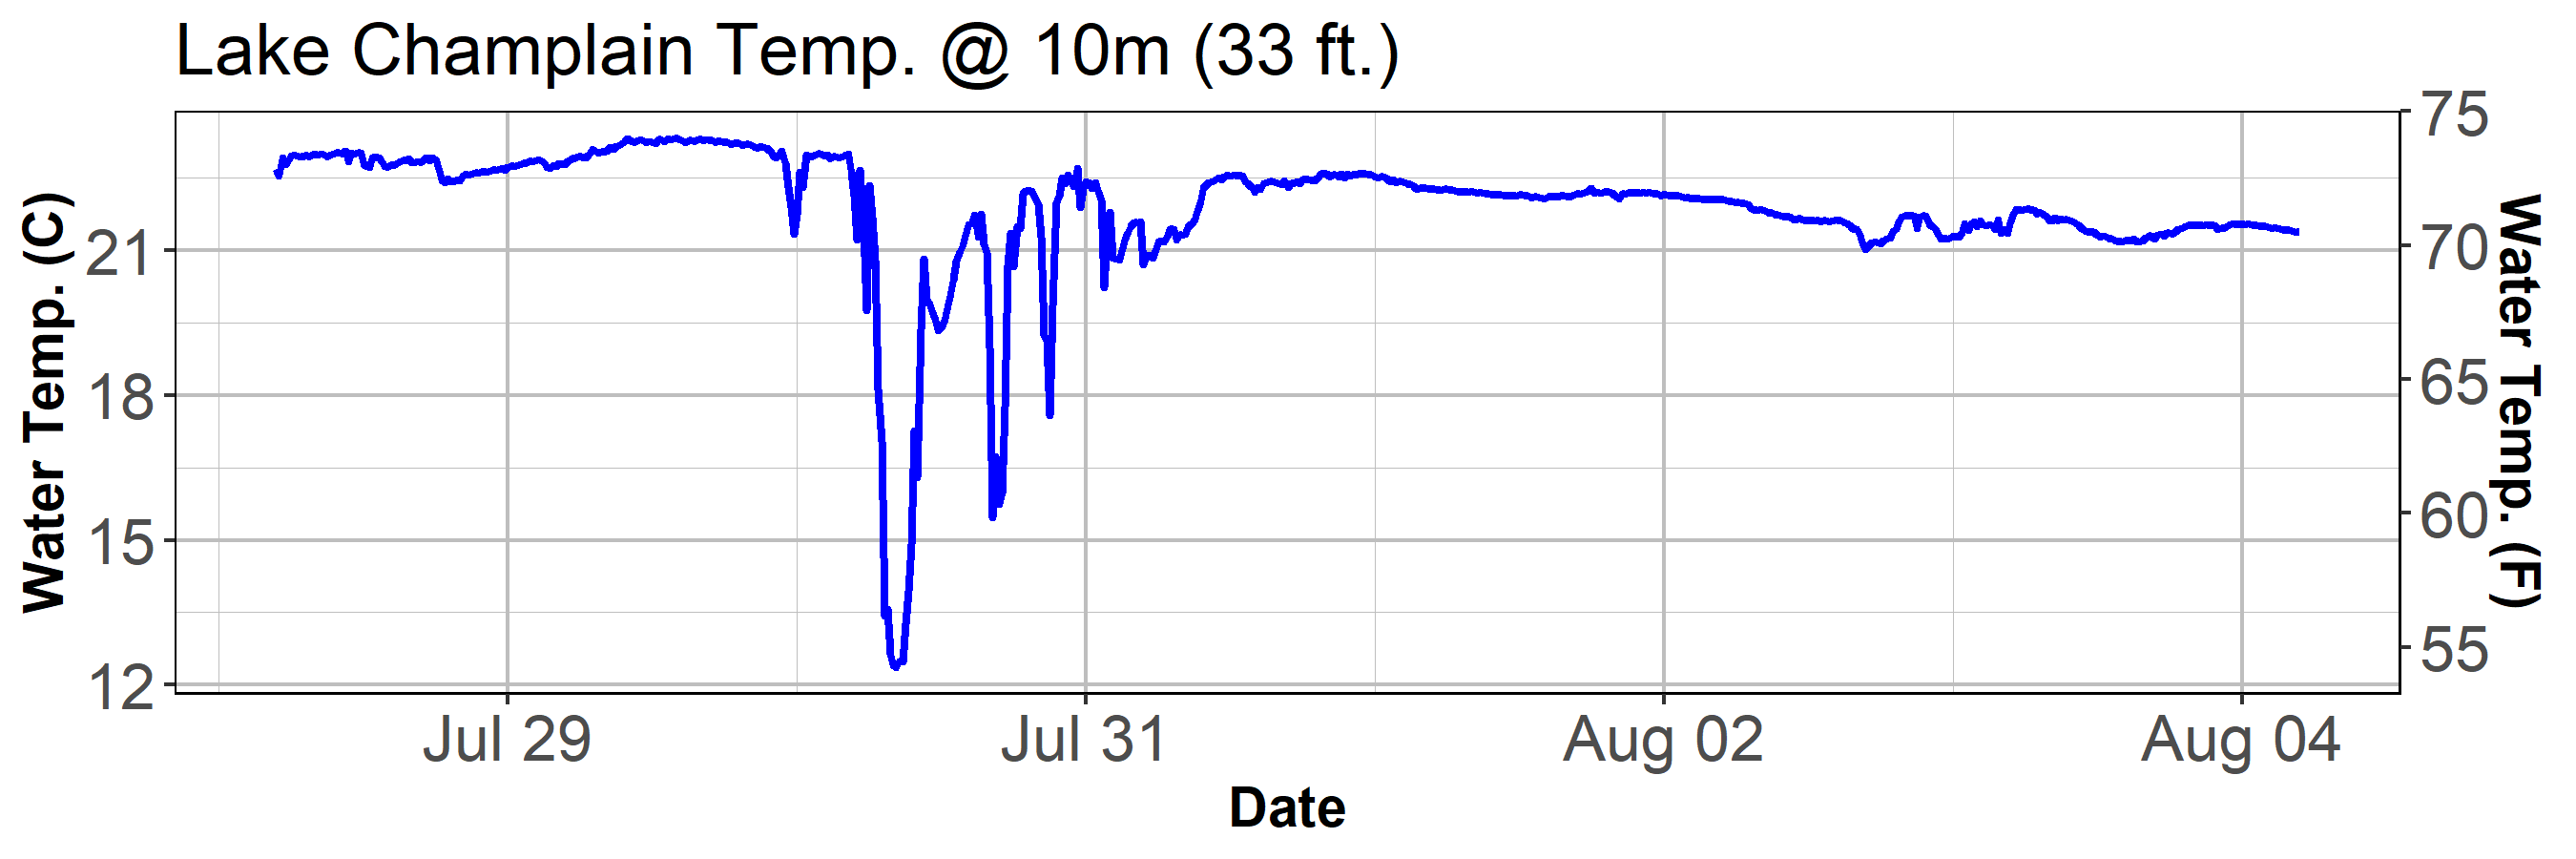 Lake Champlain Temp. @ 10m (33 ft.)
Water Temp. (C)
21
18
15
12
75
70
65
60
55
Water Temp. (F)
Jul 29
Jul 31
Aug 02
Aug 04
Date